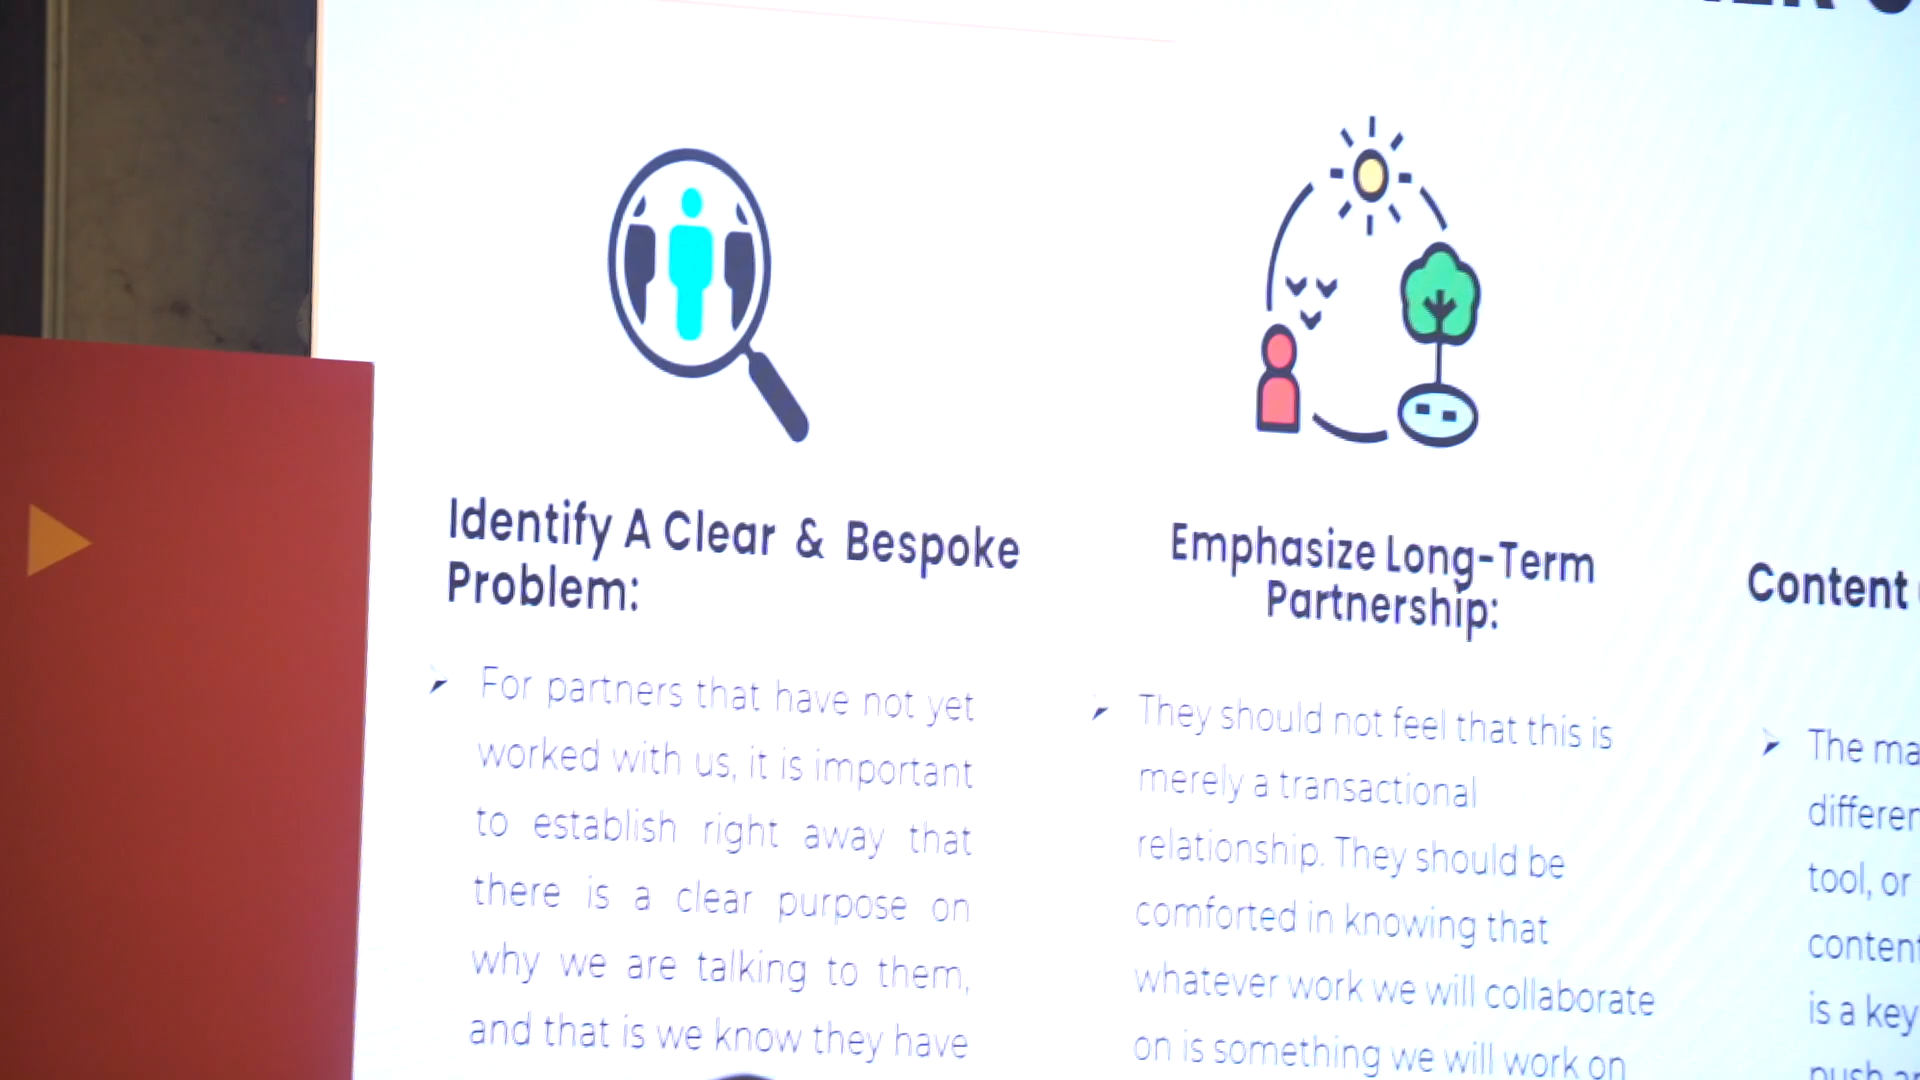 Identify A Clear & Bespoke
Problem:
For partners that have not yet
worked with us, it is important
to establish right away that
there is a clear purpose on
why we are talking to them,
and that is we know they have
Emphasize Long-Term
Partnership:
They should not feel that this is
merely a transactional
relationship. They should be
comforted in knowing that
whatever work we will collaborate
on is something we will work on
Content
The
tool, or
is a key